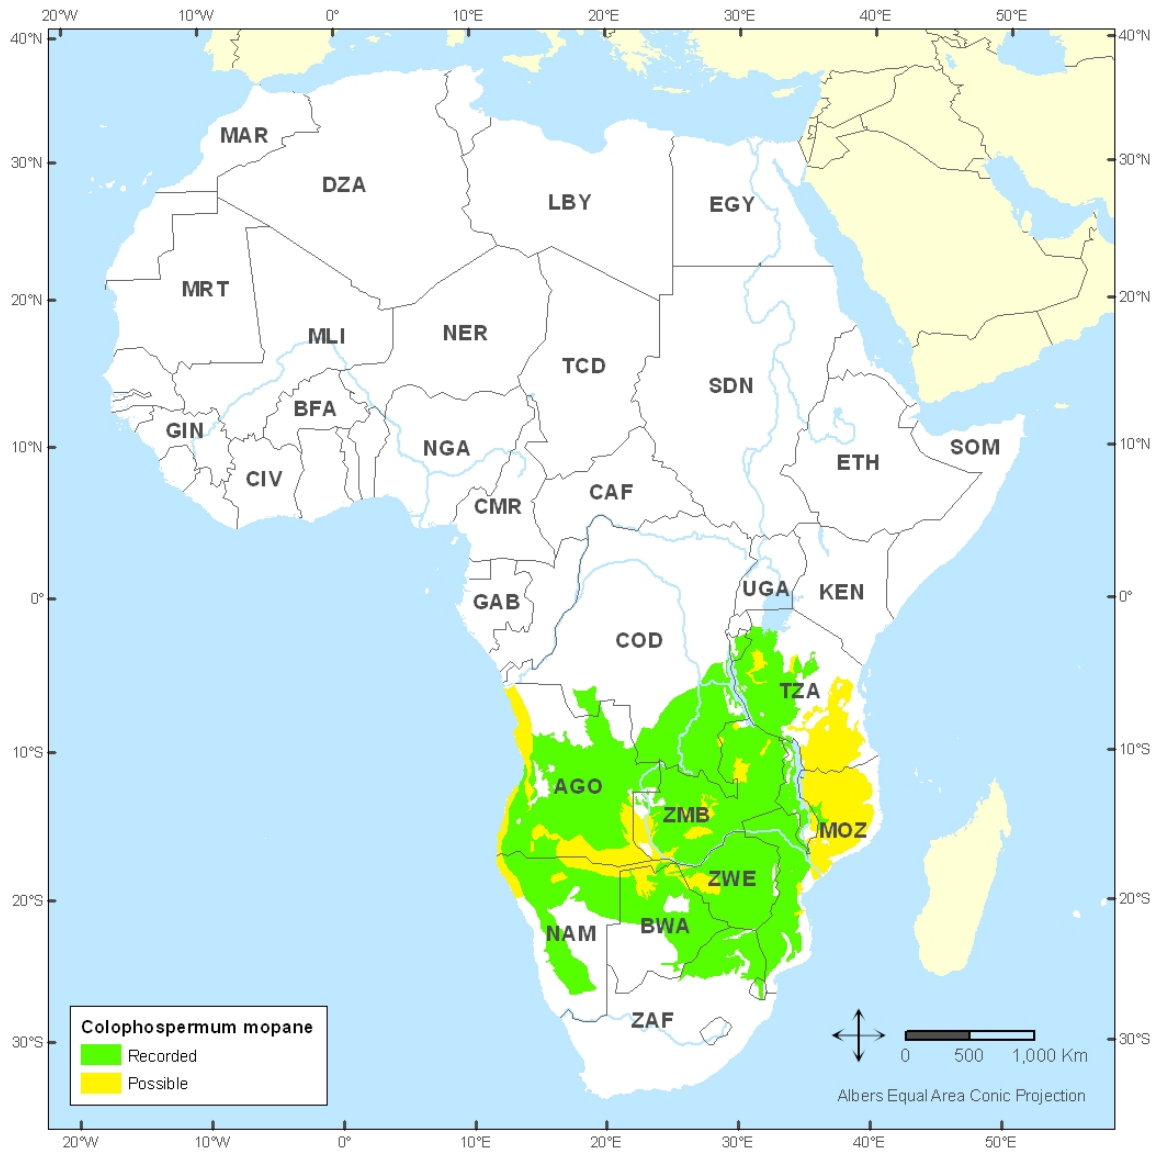 20°W 10°W 0° 10°E 20°E 30°E 40°E 50°E
40°N 40°N
MAR
30°N 30°N
DZA
LBY EGY
MRT
20°N 20°N
MLI NER
TCD
SDN
BFA
GIN
10°N NGA SOM 10°N
ETH
CIV
CAF
CMR
UGA KEN
0° GAB 0°
COD
TZA
10°S 10°S
AGO
ZMB
MOZ
ZWE
20°S 20°S
BWA
NAM
ZAF
Colophospermum mopane
Recorded
Possible
30°S 30°S
0 500 1,000 Km
Albers Equal Area Conic Projection
20°W 10°W 0° 10°E 20°E 30°E 40°E 50°E